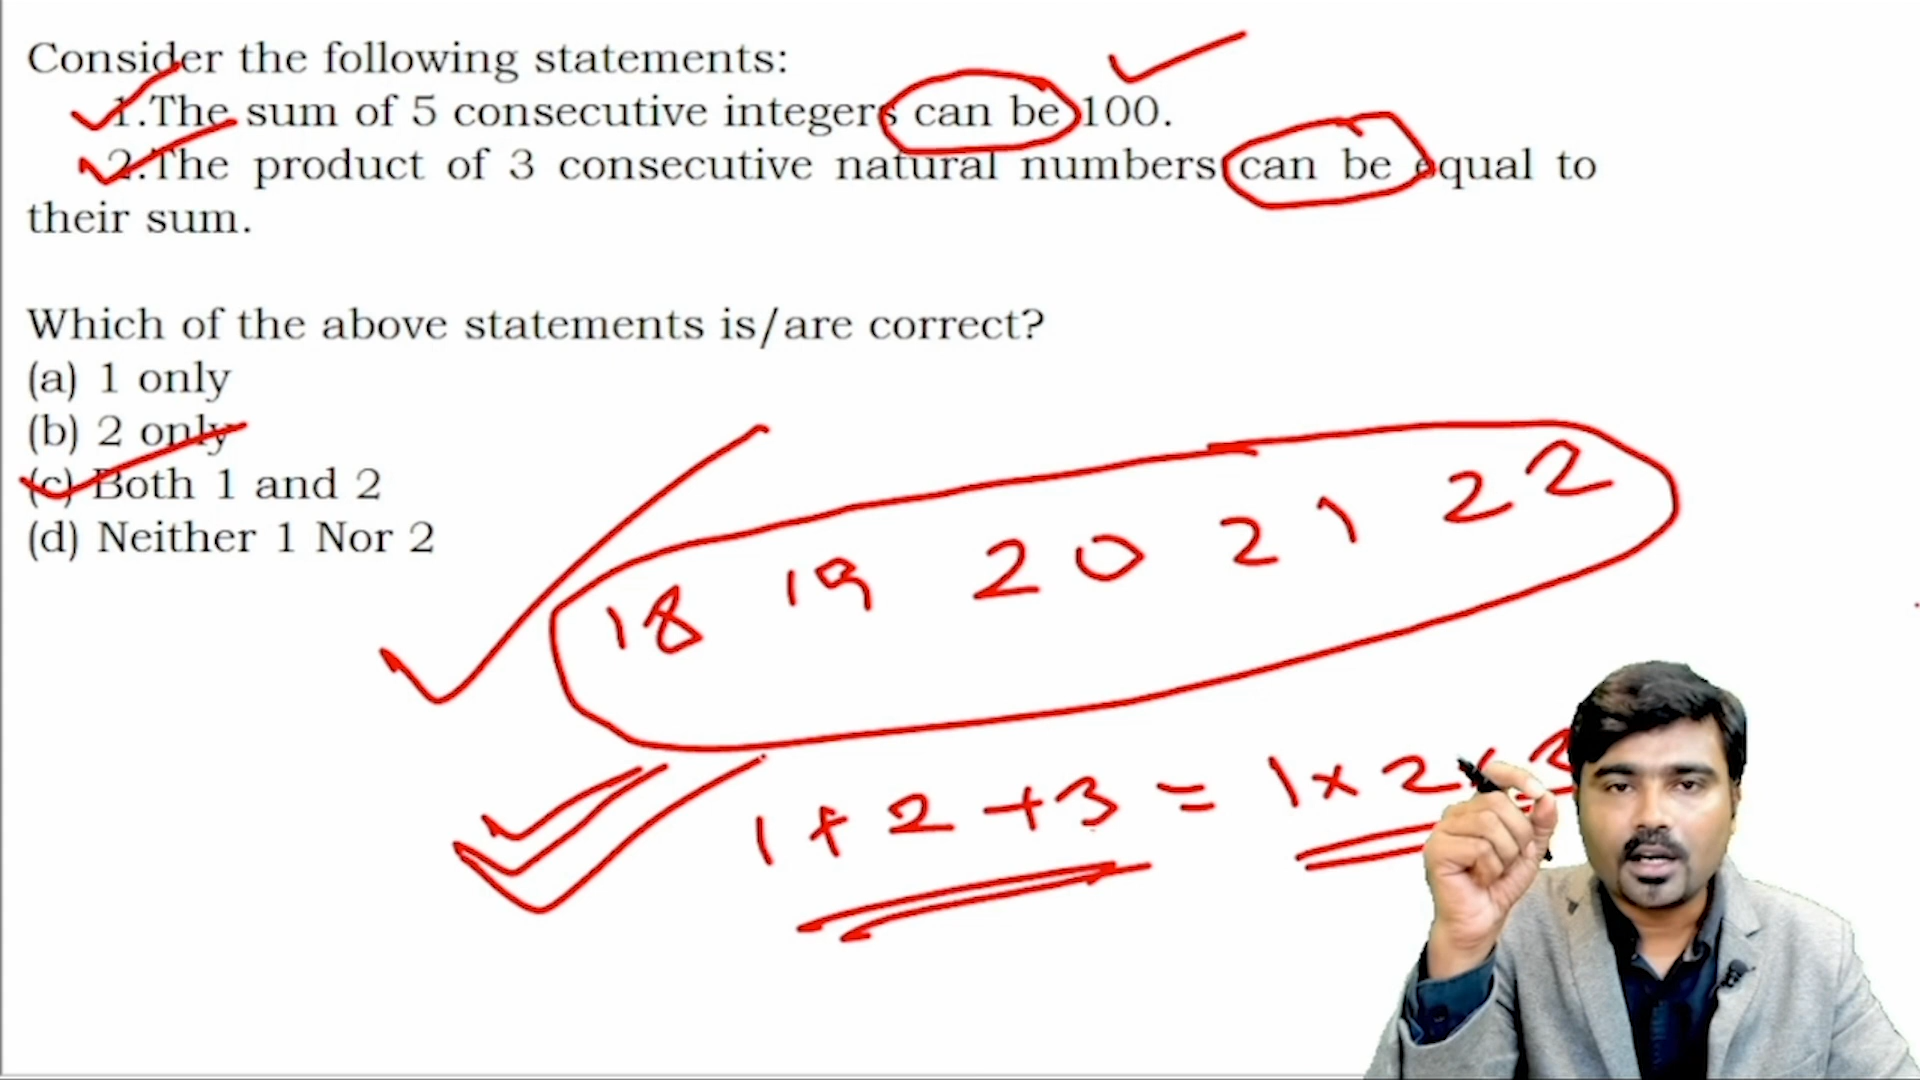 Consider the following statements:
1.The sum of 5 consecutive integers can be 100.
2.The product of 3 consecutive natural numbers can be equal to
their sum.
Which of the above statements is/are correct?
(a) 1 only
(b) 2 only
(c) Both 1 and 2
(d) Neither 1 Nor 2
18 19 20 21 22
1 + 2 + 3 = 1 x 2 x 3